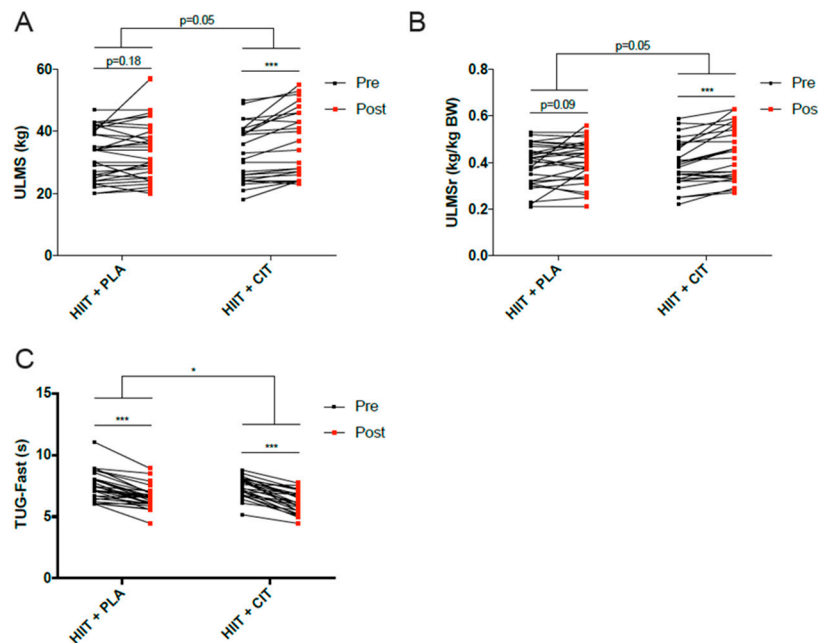 A
p=0.05
p=0.18
***
60
40
20
0
ULMS (kg)
HIIT + PLA
HIIT + CIT
Pre
Post
B
p=0.05
p=0.09
***
0.8
0.6
0.4
0.2
0.0
ULMSr (kg/kg BW)
HIIT + PLA
HIIT + CIT
Pre
Pos
C
*
***
***
15
10
5
0
TUG-Fast (s)
HIIT + PLA
HIIT + CIT
Pre
Post